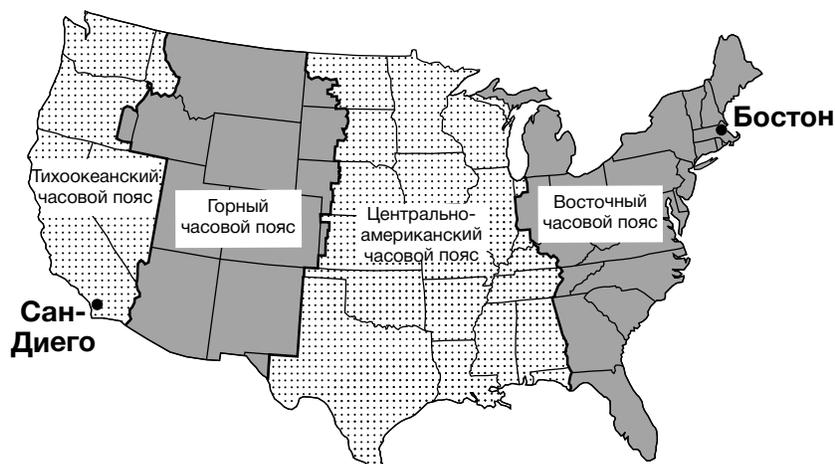 Бостон
Тихоокеанский
часовой пояс
Горный
часовой пояс
Центрально-
американский
часовой пояс
Восточный
часовой пояс
Сан-
Диего